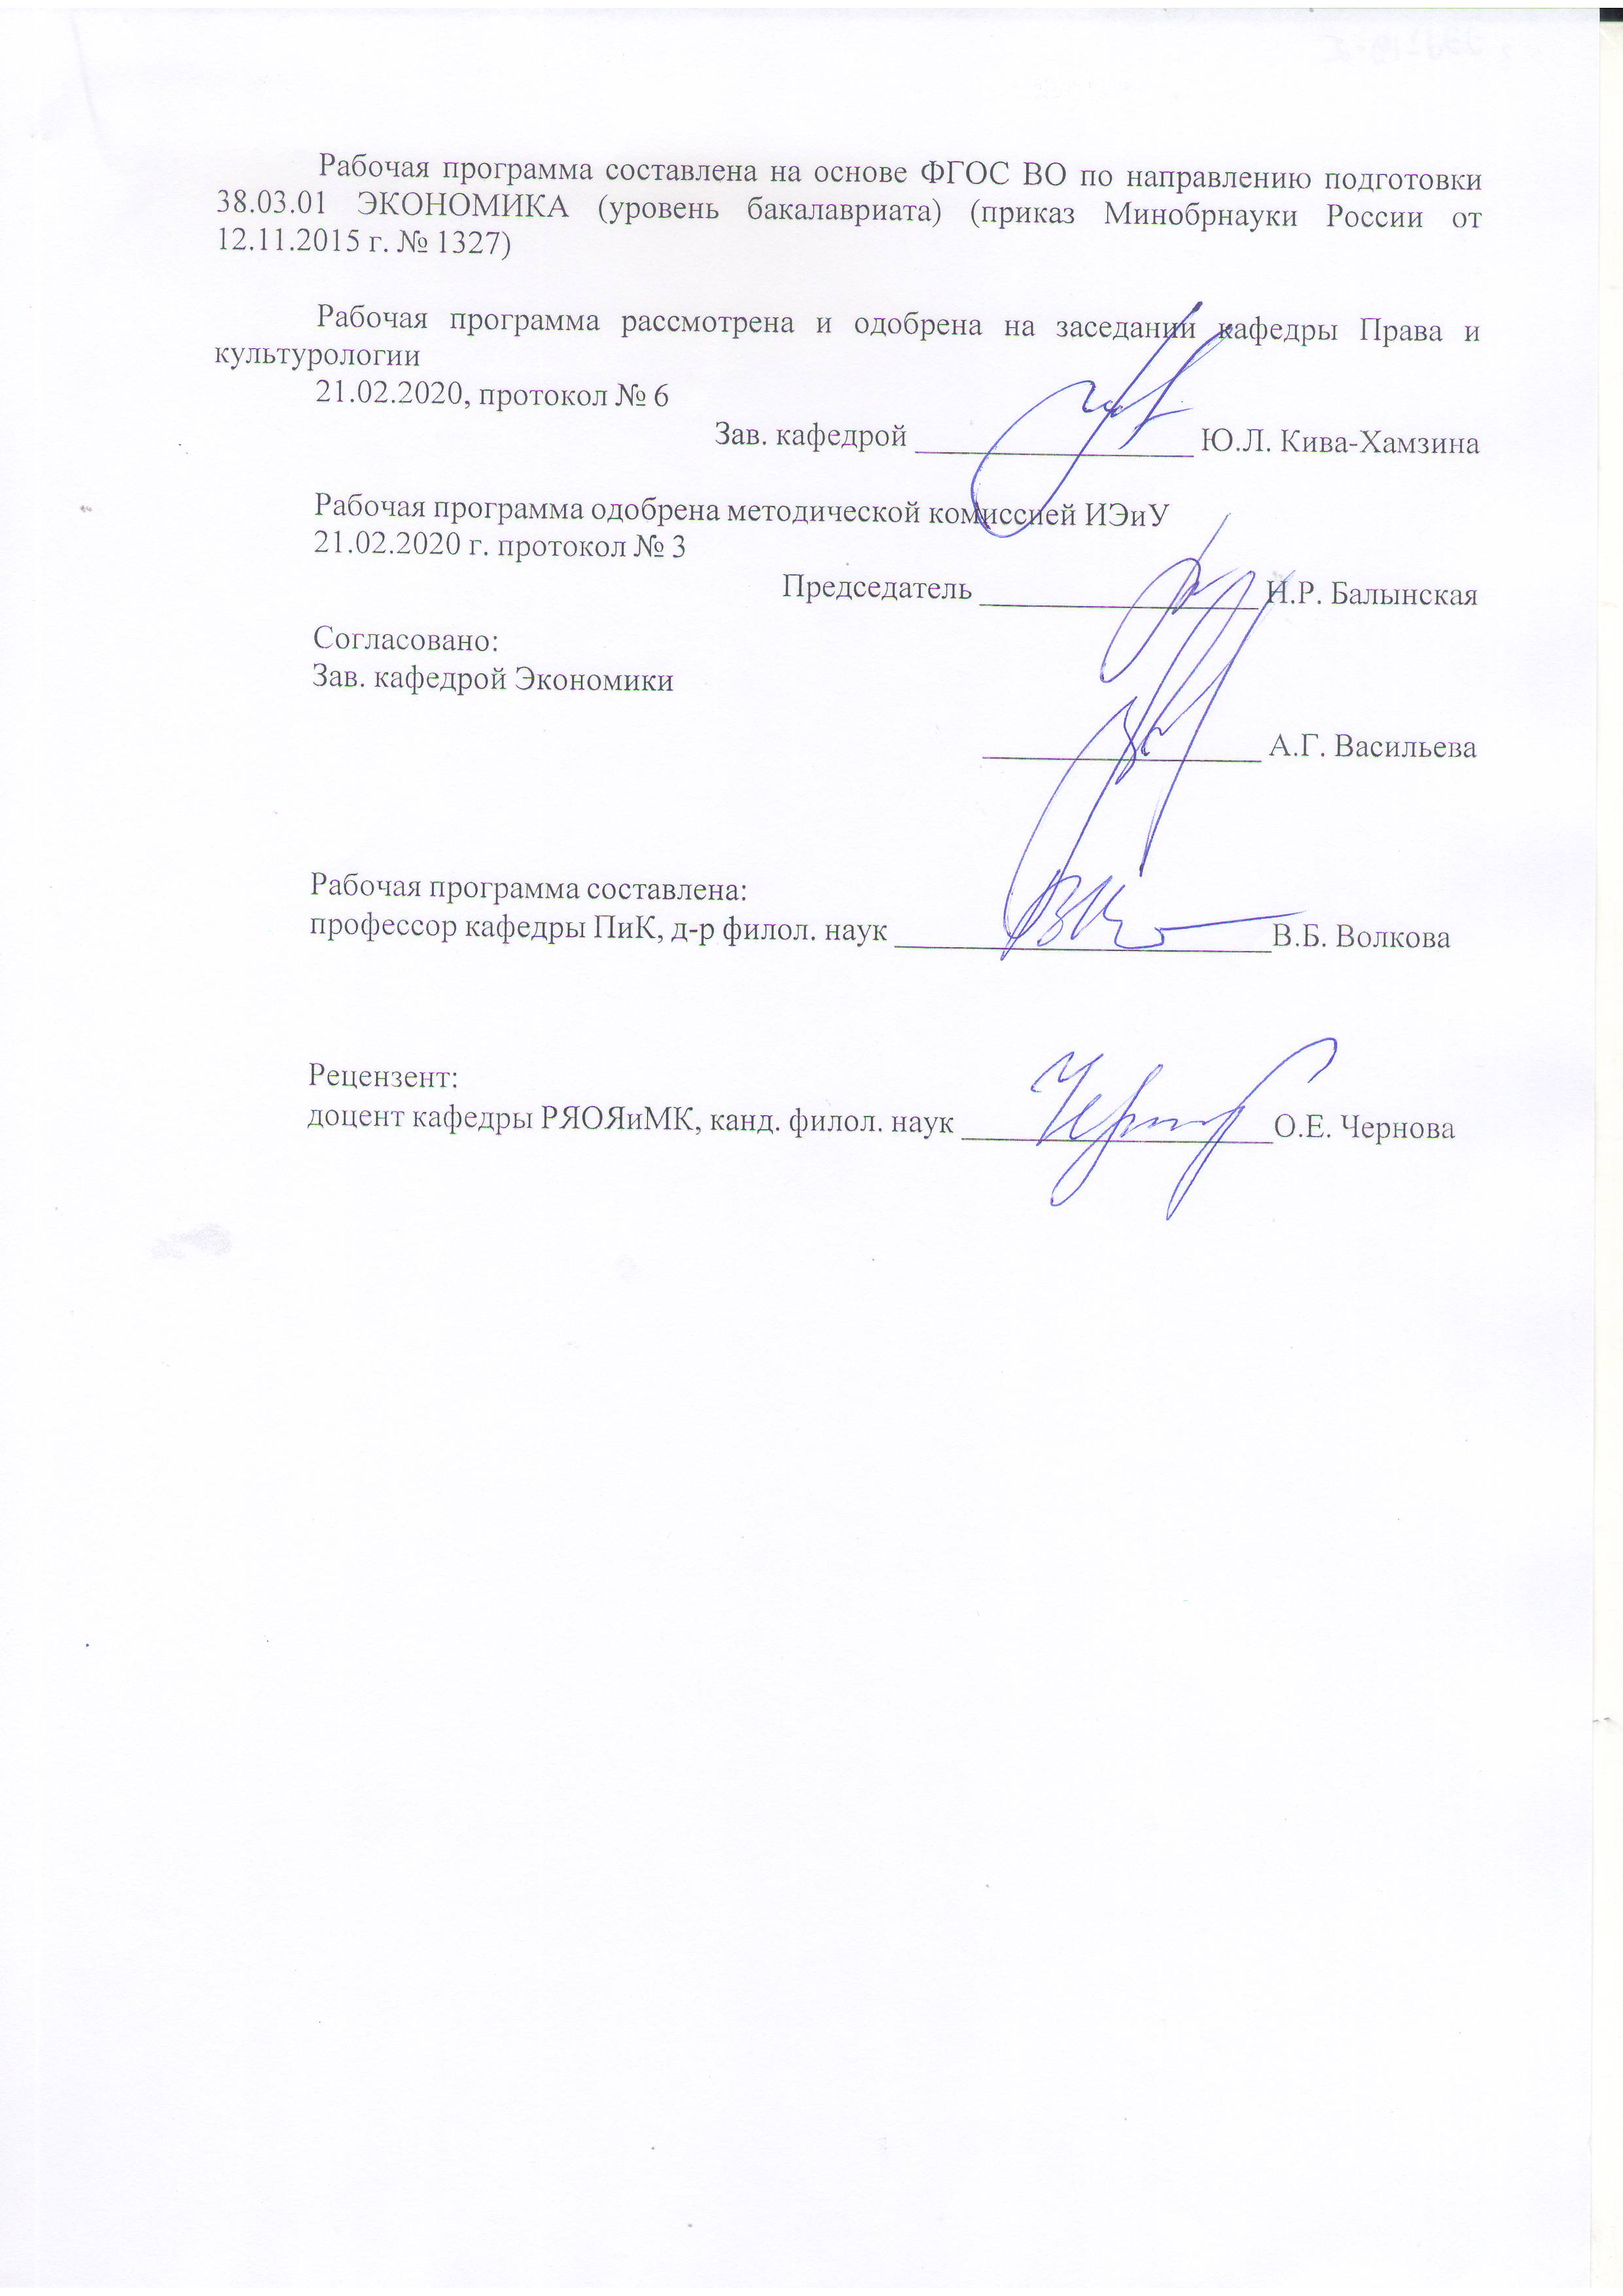 Рабочая программа составлена на основе ФГОС ВО по направлению подготовки
38.03.01 ЭКОНОМИКА (уровень бакалавриата) (приказ Минобрнауки России от
12.11.2015 г. № 1327)
Рабочая программа рассмотрена и одобрена на заседании кафедры Права и
культурологии
21.02.2020, протокол № 6
Зав. кафедрой ____________________ Ю.Л. Кива-Хамзина
Рабочая программа одобрена методической комиссией ИЭиУ
21.02.2020 г. протокол № 3
Председатель ____________________ Н.Р. Балынская
Согласовано:
Зав. кафедрой Экономики
____________________ А.Г. Васильева
Рабочая программа составлена:
профессор кафедры ПиК, д-р филол. наук ___________________________В.Б. Волкова
Рецензент:
доцент кафедры РЯОЯиМК, канд. филол. наук ______________________О.Е. Чернова